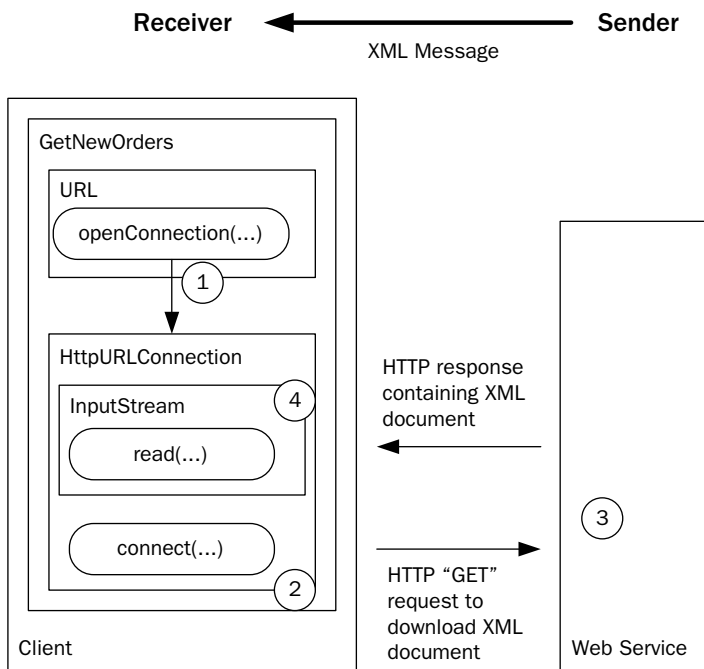 Receiver
Sender
XML Message
GetNewOrders
URL
openConnection(...)
1
HttpURLConnection
4
InputStream
read(...)
connect(...)
2
Client
HTTP response
containing XML
document
3
HTTP “GET”
request to
download XML
document
Web Service